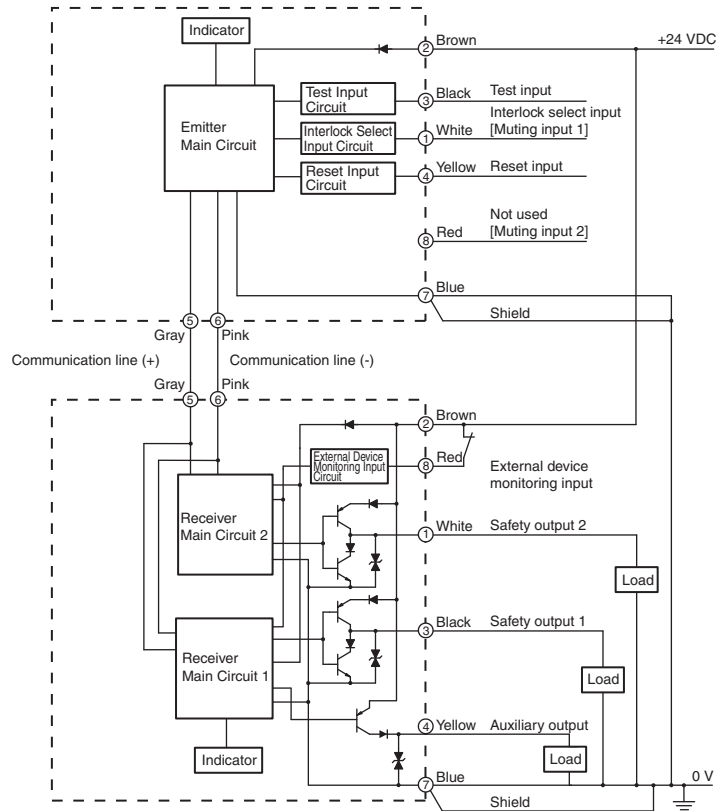 Indicator
② Brown
+24 VDC
Emitter
Main Circuit
Test Input
Circuit
③ Black
Test input
Interlock Select
Input Circuit
① White
Interlock select input
[Muting input 1]
Reset Input
Circuit
④ Yellow
Reset input
⑧ Red
Not used
[Muting input 2]
⑦ Blue
Shield
⑤ ⑥
Gray Pink
Communication line (+)
Communication line (-)
Gray Pink
⑤ ⑥
② Brown
External Device
Monitoring Input
Circuit
⑧ Red
External device
monitoring input
Receiver
Main Circuit 2
① White
Safety output 2
Load
③ Black
Safety output 1
Receiver
Main Circuit 1
Load
④ Yellow
Auxiliary output
Indicator
Load
⑦ Blue
0 V
Shield